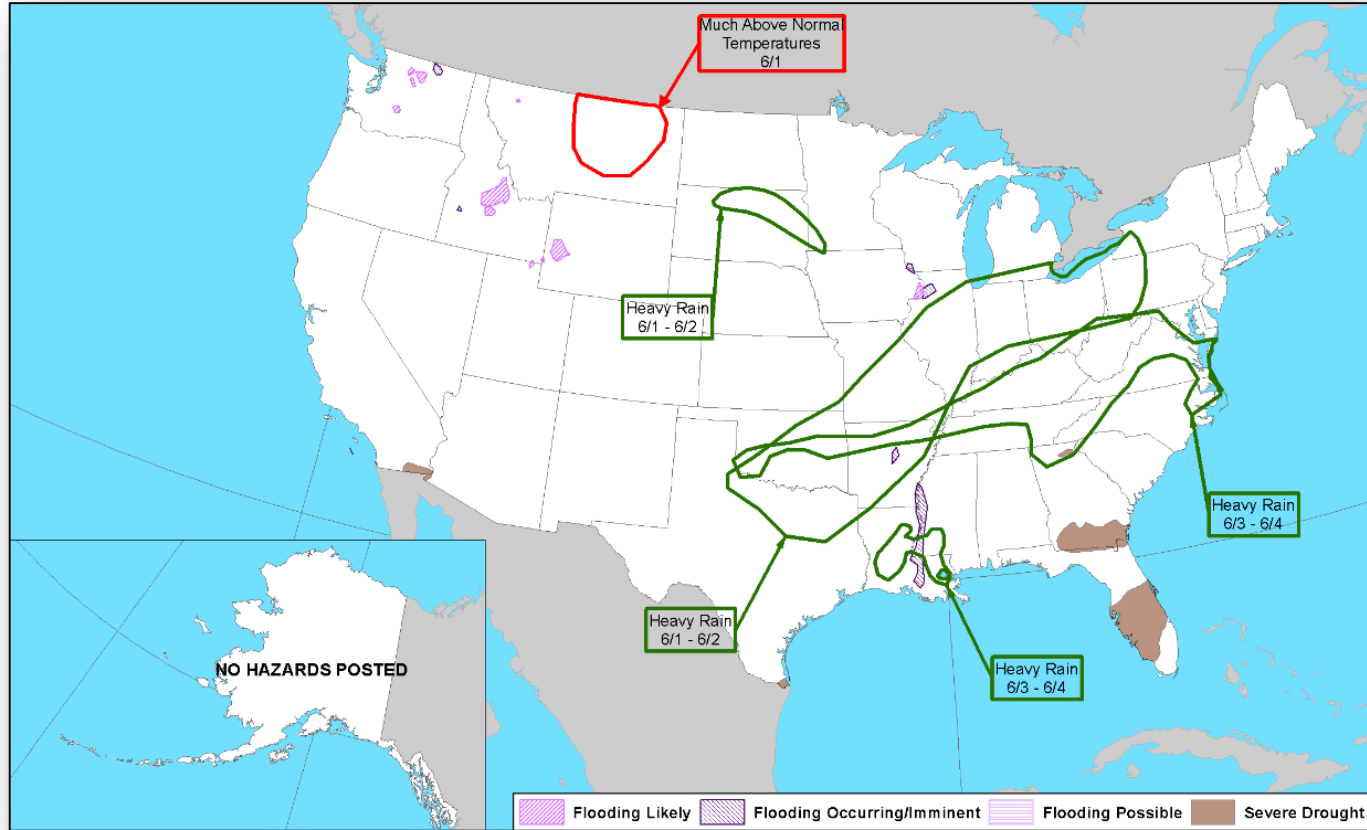 Much Above Normal
Temperatures
6/1
Heavy Rain
6/1 - 6/2
Heavy Rain
6/3 - 6/4
Heavy Rain
6/1 - 6/2
Heavy Rain
6/3 - 6/4
NO HAZARDS POSTED
Flooding Likely
Flooding Occurring/Imminent
Flooding Possible
Severe Drought